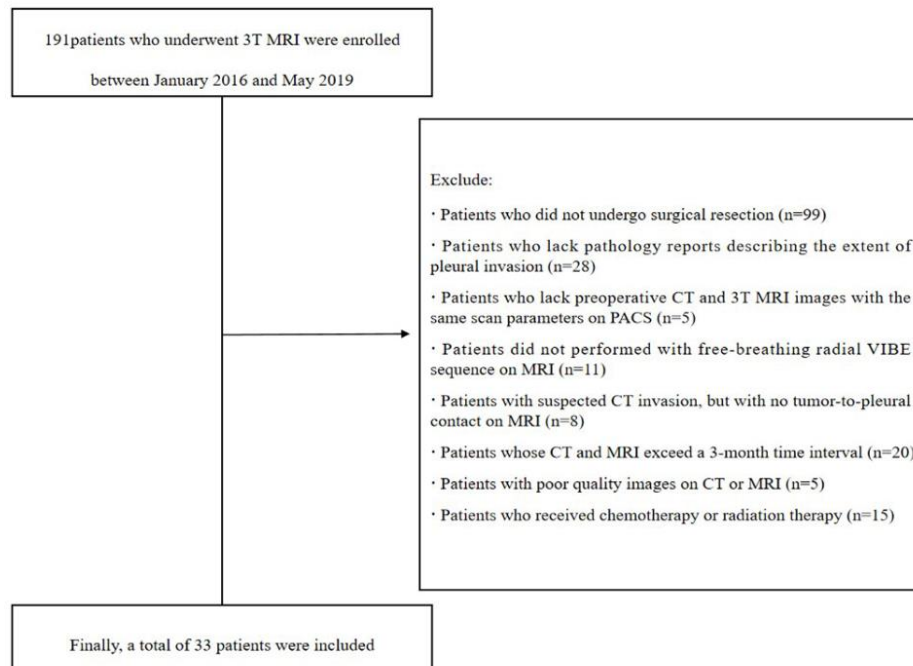 191patients who underwent 3T MRI were enrolled
between January 2016 and May 2019
Exclude:
· Patients who did not undergo surgical resection (n=99)
· Patients who lack pathology reports describing the extent of
pleural invasion (n=28)
· Patients who lack preoperative CT and 3T MRI images with the
same scan parameters on PACS (n=5)
· Patients did not performed with free-breathing radial VIBE
sequence on MRI (n=11)
· Patients with suspected CT invasion, but with no tumor-to-pleural
contact on MRI (n=8)
· Patients whose CT and MRI exceed a 3-month time interval (n=20)
· Patients with poor quality images on CT or MRI (n=5)
· Patients who received chemotherapy or radiation therapy (n=15)
Finally, a total of 33 patients were included